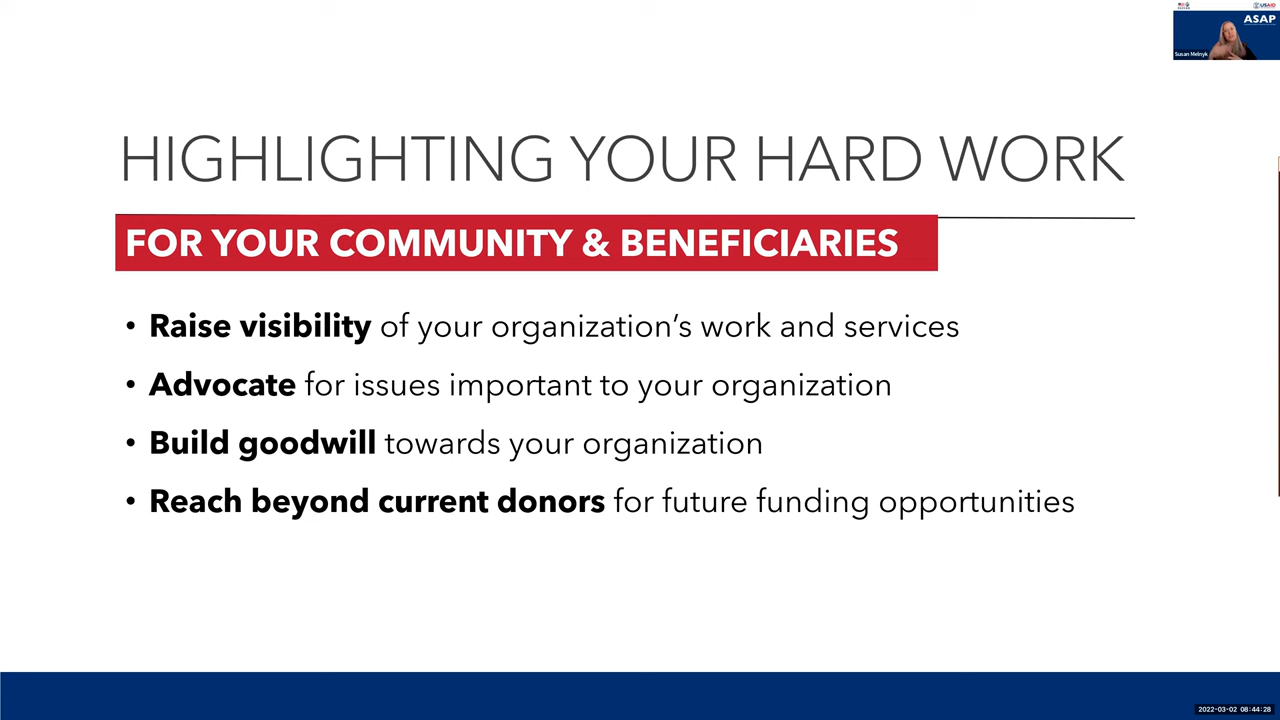 USAID
ASAP
Susan Melnyk
HIGHLIGHTING YOUR HARD WORK
FOR YOUR COMMUNITY & BENEFICIARIES
• Raise visibility of your organization’s work and services
• Advocate for issues important to your organization
• Build goodwill towards your organization
• Reach beyond current donors for future funding opportunities
2022-03-02 08:44:28